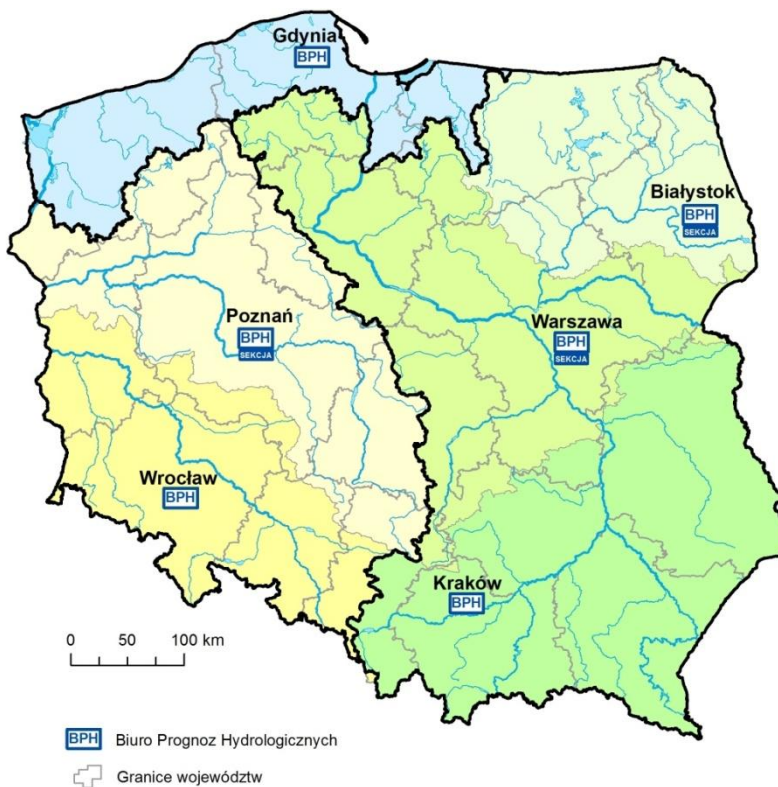 Gdynia
BPH
Białystok
BPH
SEKCJA
Poznań
BPH
SEKCJA
Warszawa
BPH
SEKCJA
Wrocław
BPH
Kraków
BPH
0 50 100 km
BPH Biuro Prognoz Hydrologicznych
Granice województw